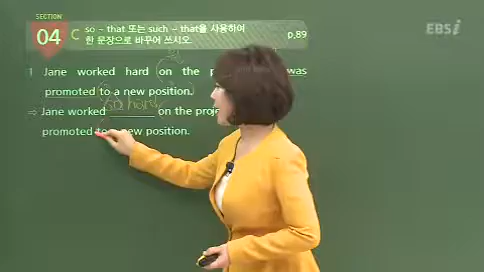 SECTION
04 C so - that 또는 such - that을 사용하여
한 문장으로 바꾸어 쓰시오.
p.89
EBSi
1 Jane worked hard on the was
promoted to a new position.
so hard
⇨ Jane worked on the
promoted to new position.